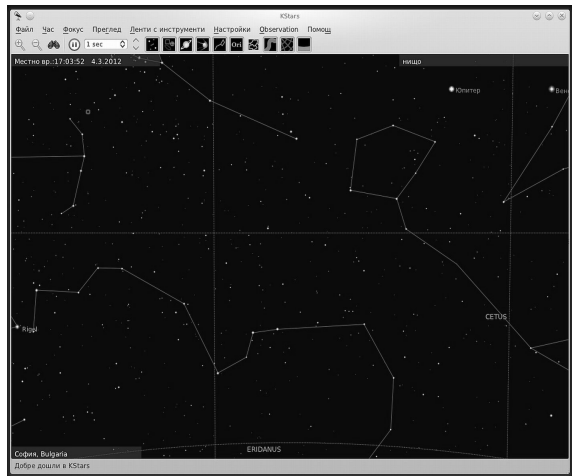 KStars
Файл Час Фокус Преглед Ленти с инструменти Настройки Observation Помощ
1 sec Ori
Местно вр.:17:03:52 4.3.2012
нищо
Юпитер
Вен
Rigel
CETUS
ERIDANUS
София, Bulgaria
Добре дошли в KStars